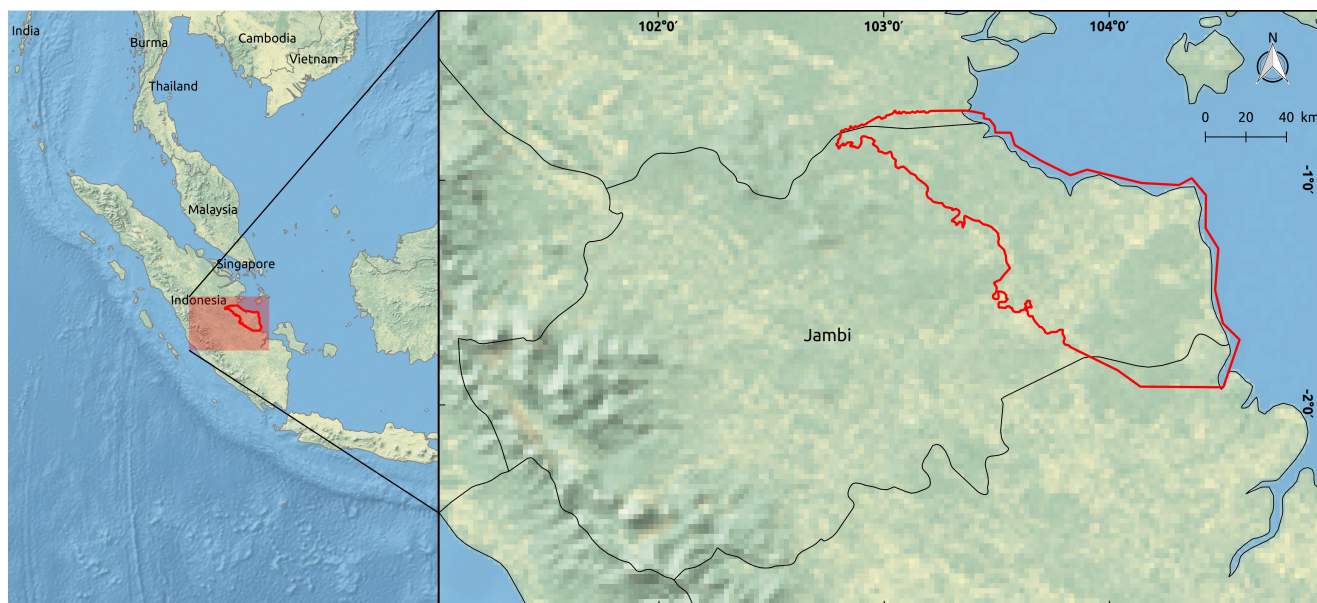 India
Burma
Cambodia
Vietnam
Thailand
Malaysia
Singapore
Indonesia
102°0'
103°0'
104°0'
N
0 20 40 km
-1°0'
Jambi
-2°0'